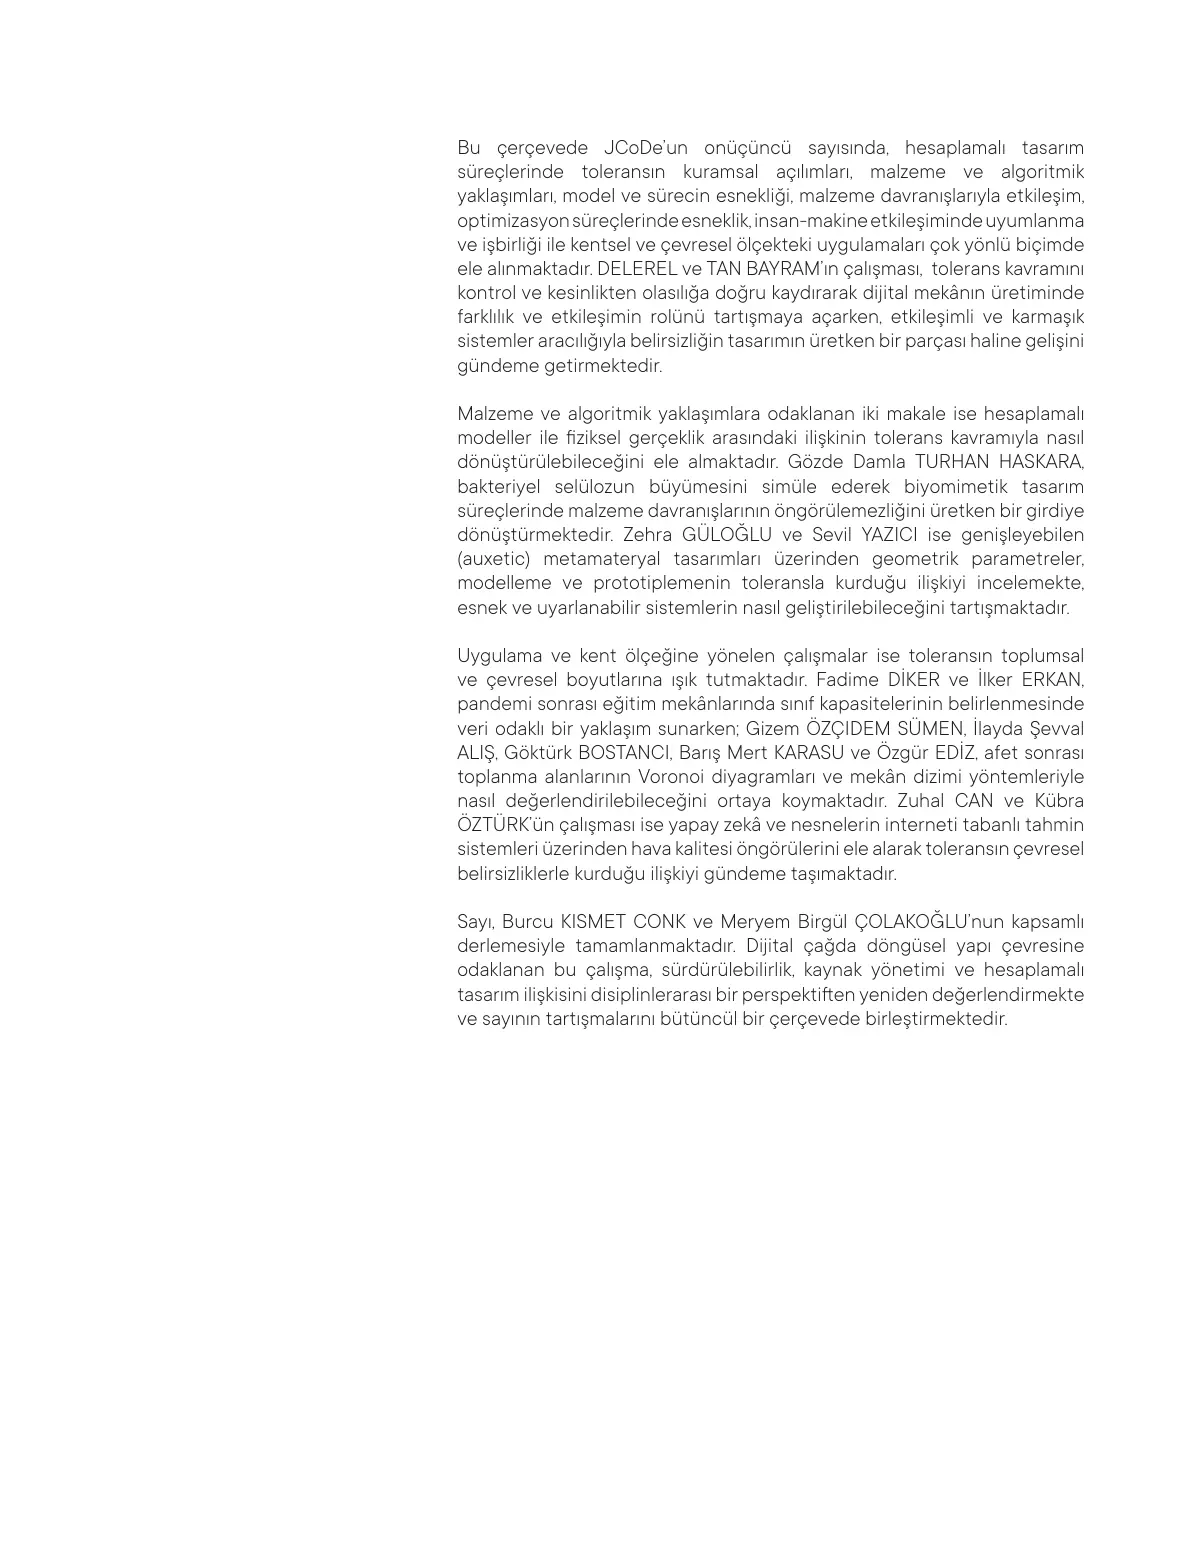 Bu çerçevede JCoDe'un onüçüncü sayısında, hesaplamalı tasarım
süreçlerinde toleransın kuramsal açılımları, malzeme ve algoritmik
yaklaşımları, model ve sürecin esnekliği, malzeme davranışlarıyla etkileşim,
optimizasyon süreçlerinde esneklik, insan-makine etkileşiminde uyumlanma
ve işbirliği ile kentsel ve çevresel ölçekteki uygulamaları çok yönlü biçimde
ele alınmaktadır. DELEREL ve TAN BAYRAM'ın çalışması, tolerans kavramını
kontrol ve kesinlikten olasılığa doğru kaydırarak dijital mekânın üretiminde
farklılık ve etkileşimin rolünü tartışmaya açarken, etkileşimli ve karmaşık
sistemler aracılığıyla belirsizliğin tasarımın üretken bir parçası haline gelişini
gündeme getirmektedir.
Malzeme ve algoritmik yaklaşımlara odaklanan iki makale ise hesaplamalı
modeller ile fiziksel gerçeklik arasındaki ilişkinin tolerans kavramıyla nasıl
dönüştürülebileceğini ele almaktadır. Gözde Damla TURHAN HASKARA,
bakteriyel selülozun büyümesini simüle ederek biyomimetik tasarım
süreçlerinde malzeme davranışlarının öngörülemezliğini üretken bir girdiye
dönüştürmektedir. Zehra GÜLOĞLU ve Sevil YAZICI ise genişleyebilen
(auxetic) metamateryal tasarımları üzerinden geometrik parametreler,
modelleme ve prototiplemenin toleransla kurduğu ilişkiyi incelemekte,
esnek ve uyarlanabilir sistemlerin nasıl geliştirilebileceğini tartışmaktadır.
Uygulama ve kent ölçeğine yönelen çalışmalar ise toleransın toplumsal
ve çevresel boyutlarına ışık tutmaktadır. Fadime DİKER ve İlker ERKAN,
pandemi sonrası eğitim mekânlarında sınıf kapasitelerinin belirlenmesinde
veri odaklı bir yaklaşım sunarken; Gizem ÖZÇIDEM SÜMEN, İlayda Şevval
ALIŞ, Göktürk BOSTANCI, Barış Mert KARASU ve Özgür EDİZ, afet sonrası
toplanma alanlarının Voronoi diyagramları ve mekân dizimi yöntemleriyle
nasıl değerlendirilebileceğini ortaya koymaktadır. Zuhal CAN ve Kübra
ÖZTÜRK'ün çalışması ise yapay zekâ ve nesnelerin interneti tabanlı tahmin
sistemleri üzerinden hava kalitesi öngörülerini ele alarak toleransın çevresel
belirsizliklerle kurduğu ilişkiyi gündeme taşımaktadır.
Sayı, Burcu KISMET CONK ve Meryem Birgül ÇOLAKOĞLU'nun kapsamlı
derlemesiyle tamamlanmaktadır. Dijital çağda döngüsel yapı çevresine
odaklanan bu çalışma, sürdürülebilirlik, kaynak yönetimi ve hesaplamalı
tasarım ilişkisini disiplinlerarası bir perspektiften yeniden değerlendirmekte
ve sayının tartışmalarını bütüncül bir çerçevede birleştirmektedir.